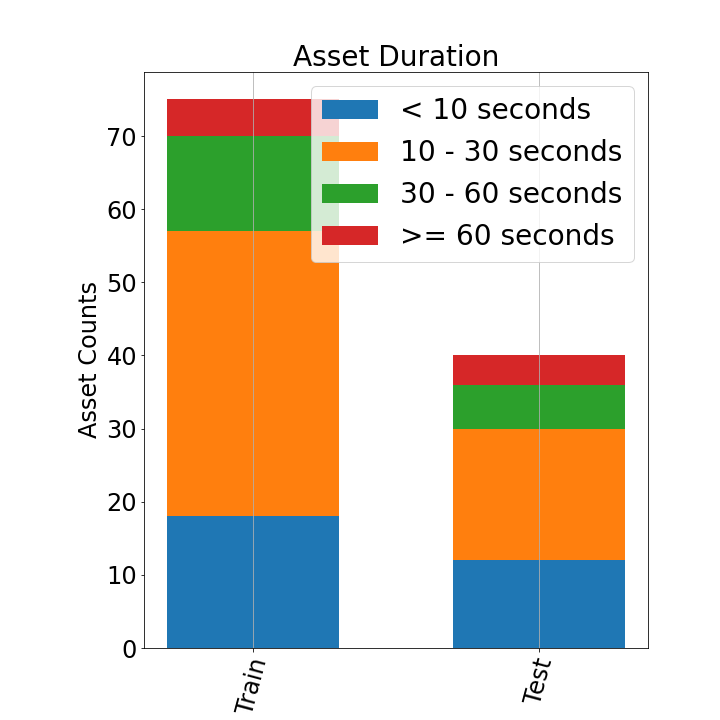 Asset Duration
< 10 seconds
10 - 30 seconds
30 - 60 seconds
>= 60 seconds
70
60
50
40
30
20
10
0
Asset Counts
Train
Test